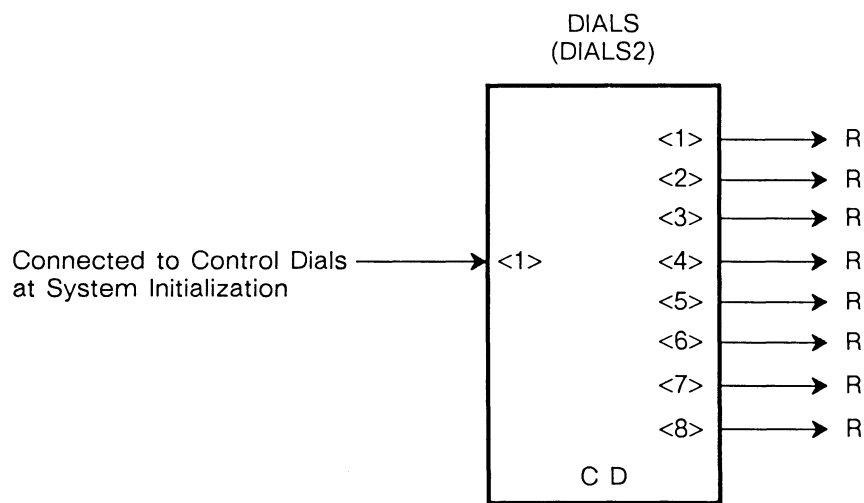 DIALS
(DIALS2)
<1> R
<2> R
<3> R
Connected to Control Dials
at System Initialization
<1>
<4> R
<5> R
<6> R
<7> R
<8> R
C D